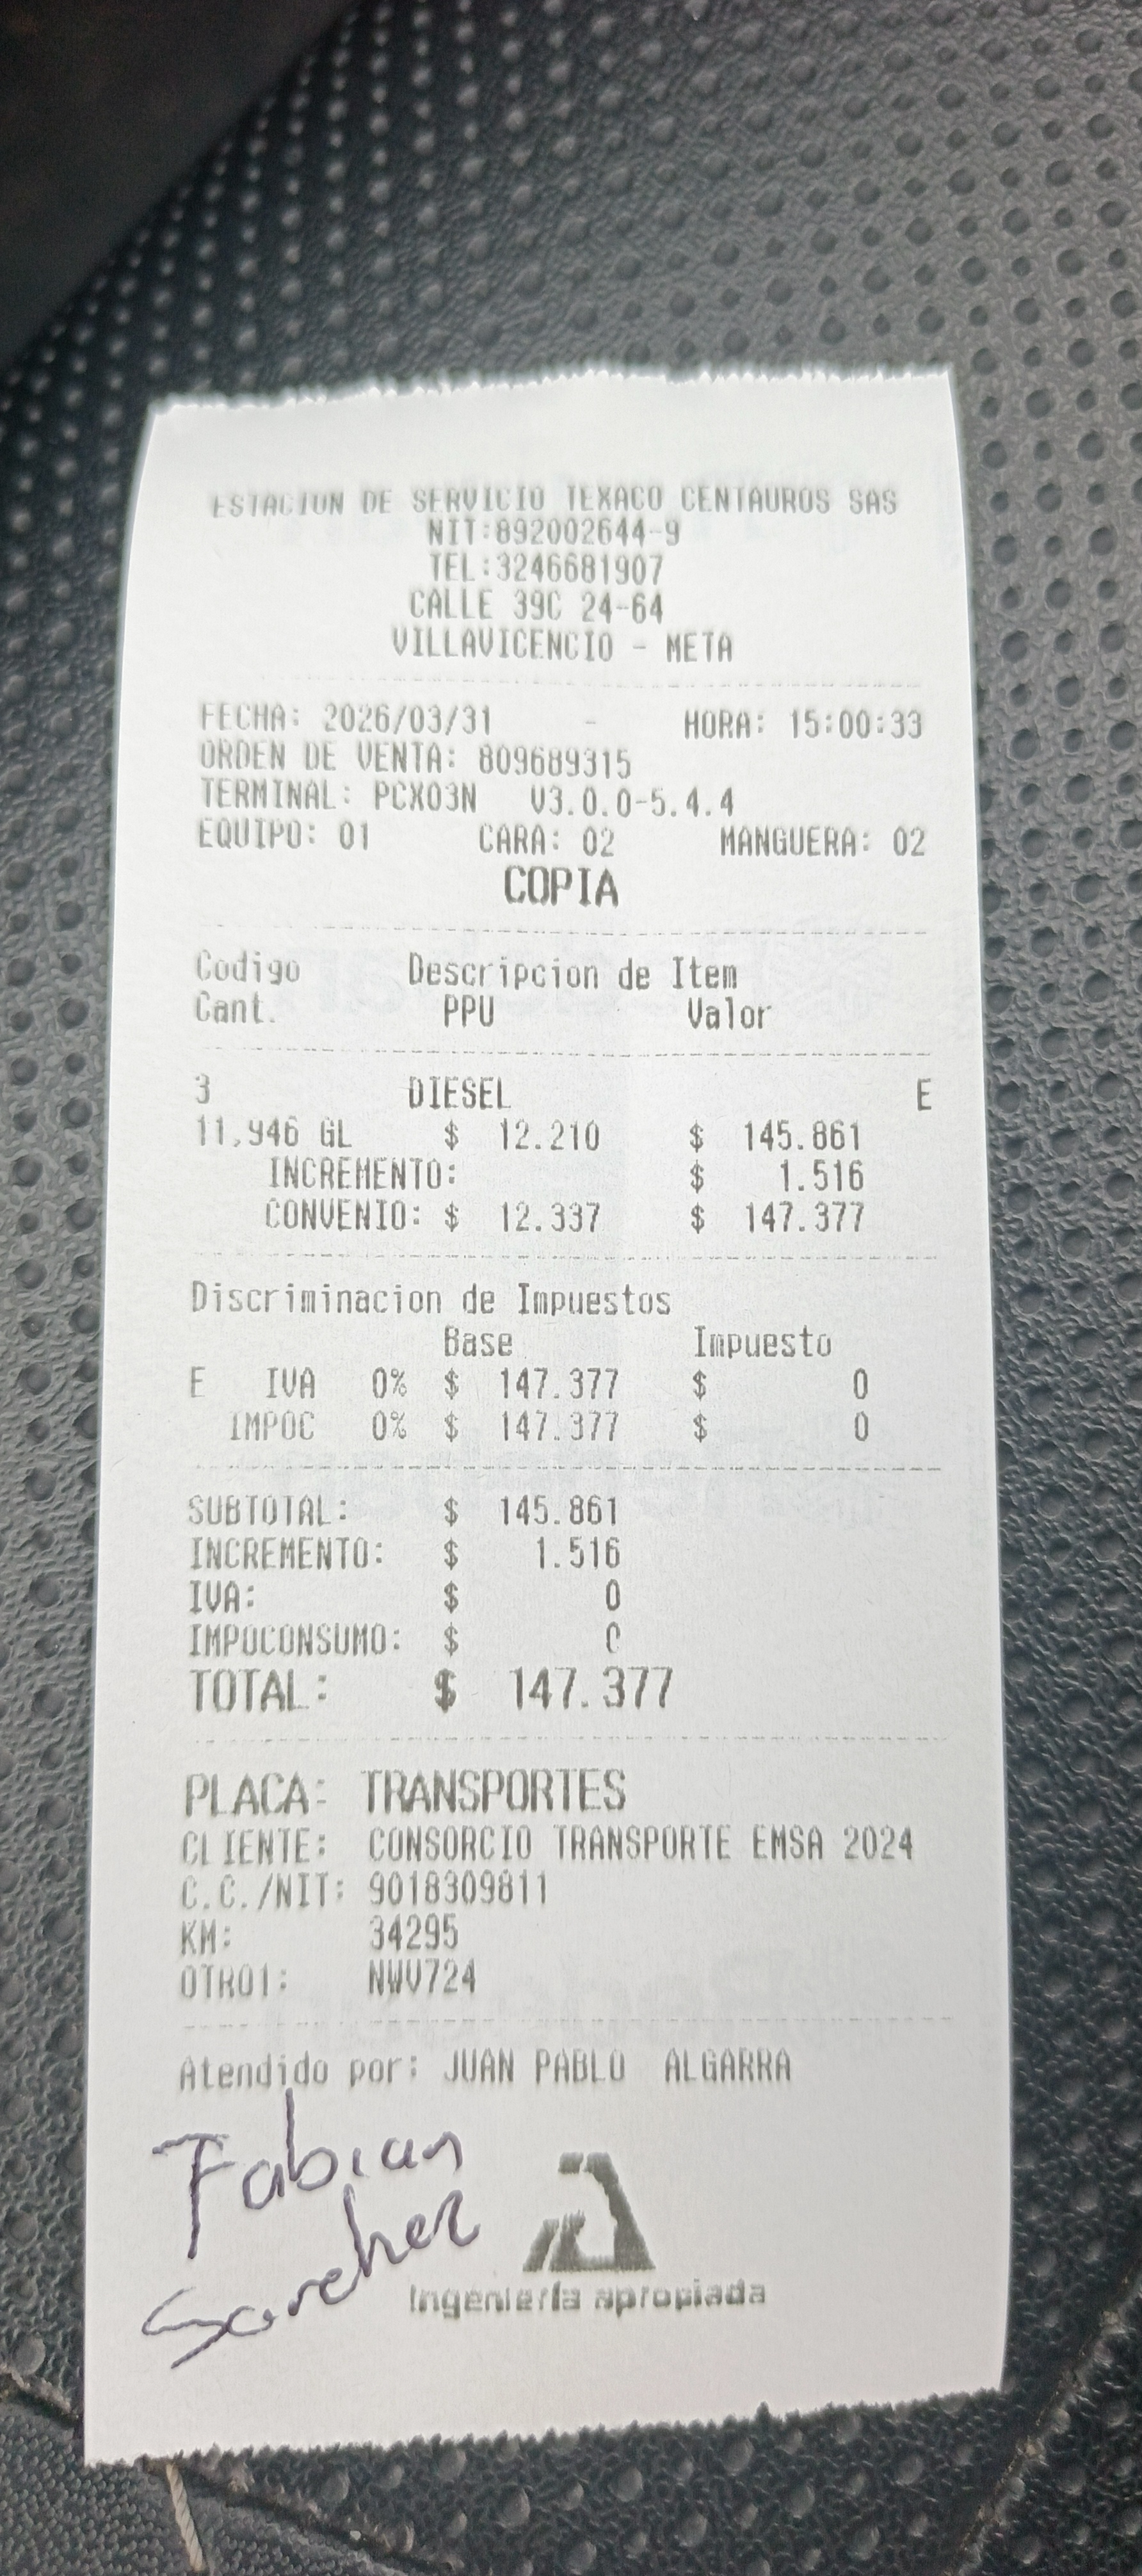 ESTACION DE SERVICIO TEXACO CENTAUROS SAS
NIT:892002644-9
TEL:3246681907
CALLE 39C 24-64
VILLAVICENCIO - META
FECHA: 2026/03/31 - HORA: 15:00:33
ORDEN DE VENTA: 809689315
TERMINAL: PCX03N V3.0.0-5.4.4
EQUIPO: 01 CARA: 02 MANGUERA: 02
COPIA
Codigo Descripcion de Item
Cant. PPU Valor
3 DIESEL E
11,946 GL $ 12.210 $ 145.861
INCREMENTO: $ 1.516
CONVENIO: $ 12.337 $ 147.377
Discriminacion de Impuestos
Base Impuesto
E IVA 0% $ 147.377 $ 0
IMPOC 0% $ 147.377 $ 0
SUBTOTAL: $ 145.861
INCREMENTO: $ 1.516
IVA: $ 0
IMPOCONSUMO: $ 0
TOTAL: $ 147.377
PLACA: TRANSPORTES
CLIENTE: CONSORCIO TRANSPORTE EMSA 2024
C.C./NIT: 9018309811
KM: 34295
OTRO1: NWV724
Atendido por: JUAN PABLO ALGARRA
Fabian
Sanchez
Ingeniería apropiada